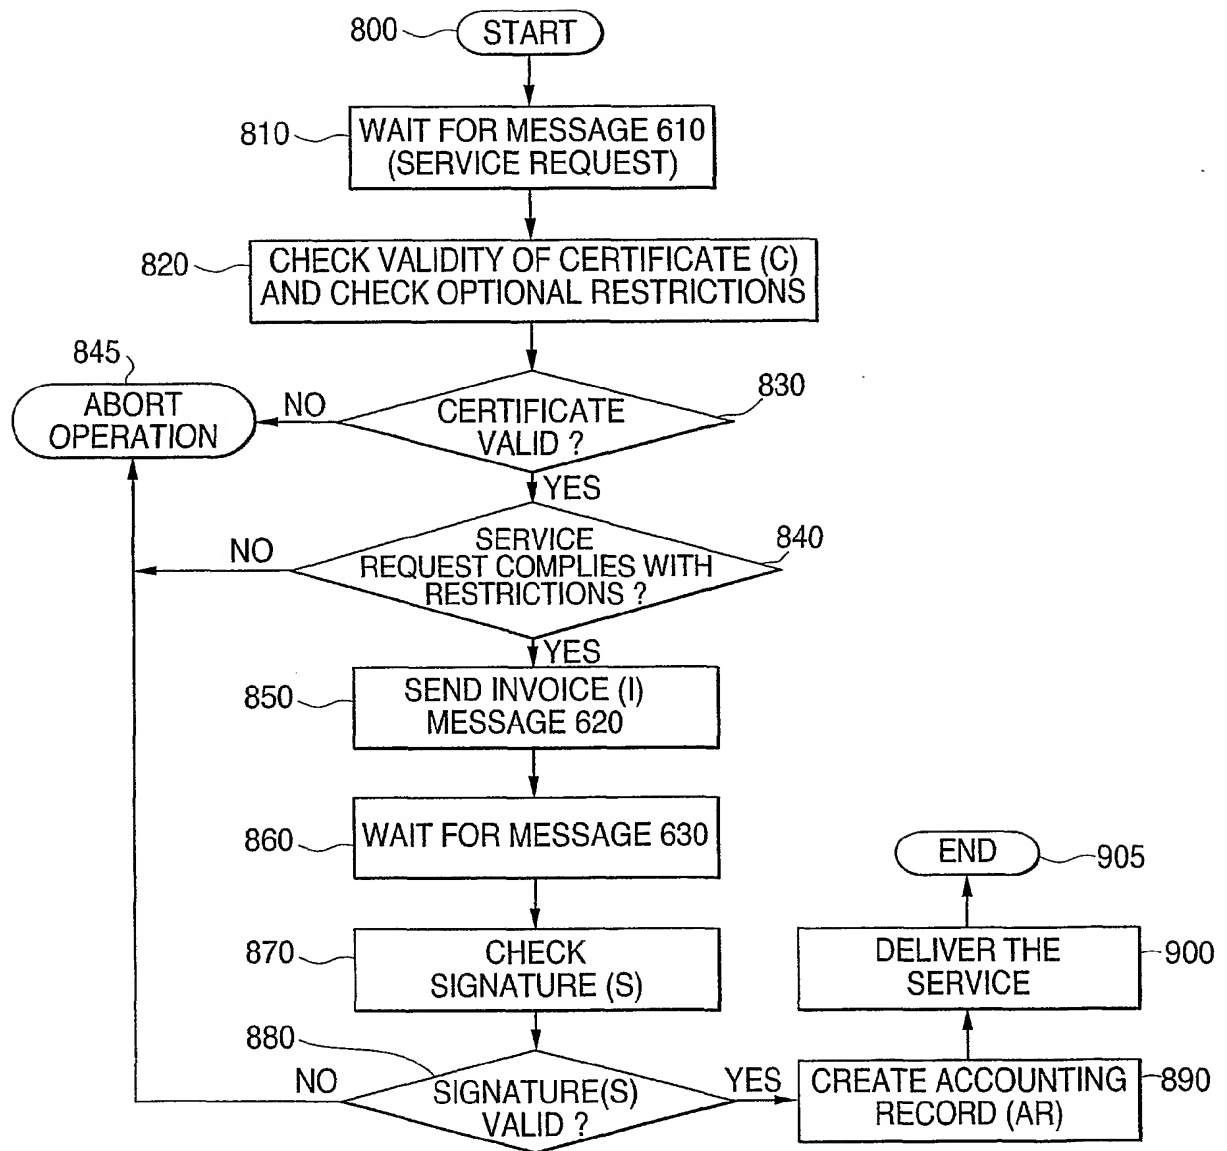 800
START
810
WAIT FOR MESSAGE 610
(SERVICE REQUEST)
820
CHECK VALIDITY OF CERTIFICATE (C)
AND CHECK OPTIONAL RESTRICTIONS
845
ABORT
OPERATION
NO
830
CERTIFICATE
VALID ?
YES
NO
840
SERVICE
REQUEST COMPLIES WITH
RESTRICTIONS ?
YES
850
SEND INVOICE (I)
MESSAGE 620
860
WAIT FOR MESSAGE 630
870
CHECK
SIGNATURE (S)
880
NO
SIGNATURE(S)
VALID ?
YES
CREATE ACCOUNTING
RECORD (AR)
890
DELIVER THE
SERVICE
900
END
905